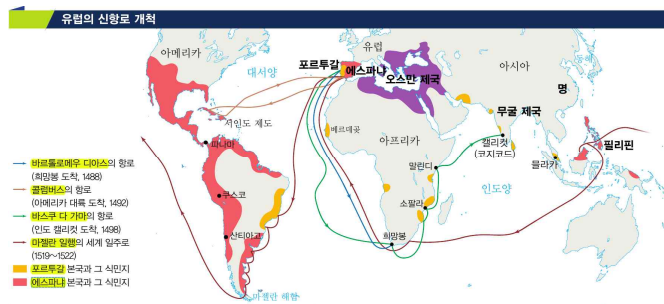 유럽의 신항로 개척
아메리카
대서양
유럽
포르투갈
에스파냐
오스만 제국
아시아
명
무굴 제국
서인도 제도
베르데곶
파나마
아프리카
캘리컷
(코지코드)
필리핀
믈라카
말린디
인도양
쿠스코
소팔라
산티아고
희망봉
마젤란 해협
바르톨로메우 디아스의 항로
(희망봉 도착, 1488)
콜럼버스의 항로
(아메리카 대륙 도착, 1492)
바스쿠 다 가마의 항로
(인도 캘리컷 도착, 1498)
마젤란 일행의 세계 일주로
(1519~1522)
포르투갈 본국과 그 식민지
에스파냐 본국과 그 식민지